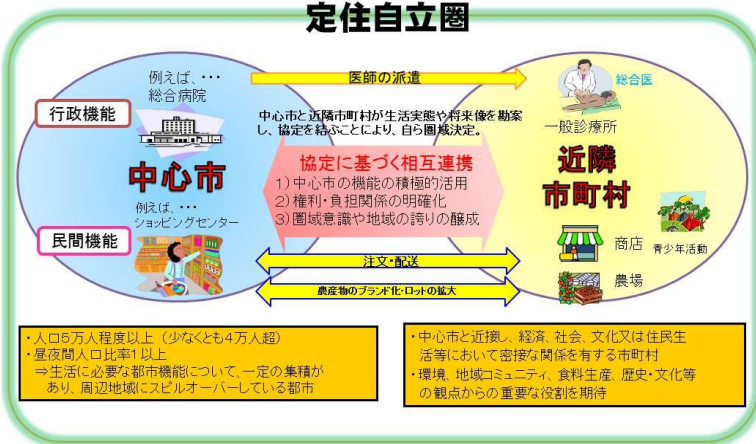 定住自立圏
例えば、・・・
総合病院
行政機能
中心市
例えば、・・・
ショッピングセンター
民間機能
医師の派遣
中心市と近隣市町村が生活実態や将来像を勘案
し、協定を結ぶことにより、自ら圏域決定。
協定に基づく相互連携
1)中心市の機能の積極的活用
2)権利・負担関係の明確化
3)圏域意識や地域の誇りの醸成
注文・配送
農産物のブランド化・ロットの拡大
総合医
一般診療所
近隣
市町村
商店
青少年活動
農場
・人口5万人程度以上（少なくとも4万人超）
・昼夜間人口比率1以上
⇒生活に必要な都市機能について、一定の集積が
あり、周辺地域にスピルオーバーしている都市
・中心市と近接し、経済、社会、文化又は住民生
活等において密接な関係を有する市町村
・環境、地域コミュニティ、食料生産、歴史・文化等
の観点からの重要な役割を期待